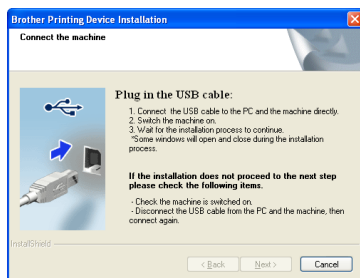 Brother Printing Device Installation
Connect the machine
Plug in the USB cable:
1. Connect the USB cable to the PC and the machine directly.
2. Switch the machine on.
3. Wait for the installation process to continue.
*Some windows will open and close during the installation
process.
If the installation does not proceed to the next step
please check the following items.
- Check the machine is switched on.
- Disconnect the USB cable from the PC and the machine, then
connect again.
InstallShield
< Back
Next >
Cancel